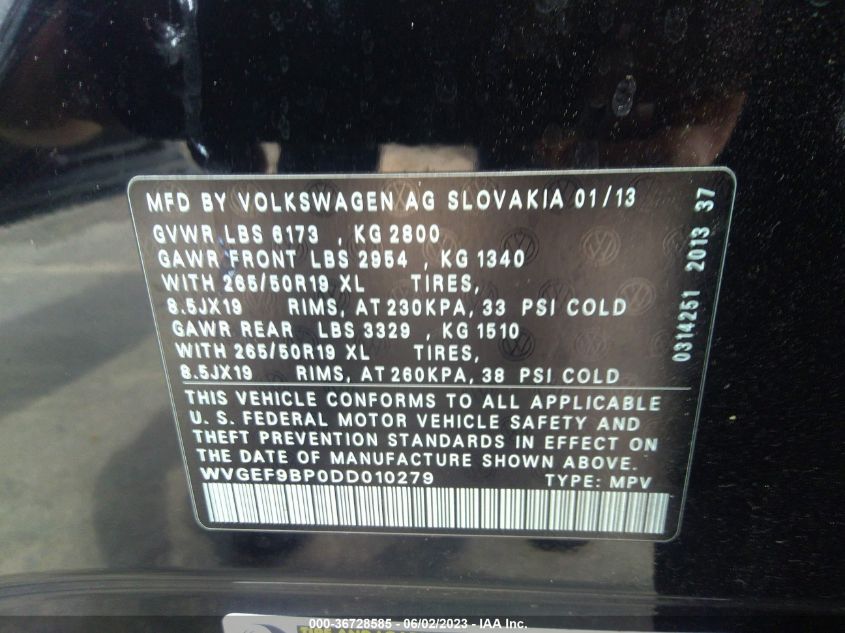 MFD BY VOLKSWAGEN AG SLOVAKIA 01/13
GVWR LBS 6173 , KG 2800
GAWR FRONT LBS 2954 , KG 1340
WITH 265/50R19 XL TIRES,
8.5JX19 RIMS, AT 230KPA, 33 PSI COLD
GAWR REAR LBS 3329 , KG 1510
WITH 265/50R19 XL TIRES,
8.5JX19 RIMS, AT 260KPA, 38 PSI COLD
THIS VEHICLE CONFORMS TO ALL APPLICABLE
U. S. FEDERAL MOTOR VEHICLE SAFETY AND
THEFT PREVENTION STANDARDS IN EFFECT ON
THE DATE OF MANUFACTURE SHOWN ABOVE.
WVGEF9BP0DD010279 TYPE: MPV
0314251 2013 37
TIRE AND
000-36728585 - 06/02/2023 - IAA Inc.